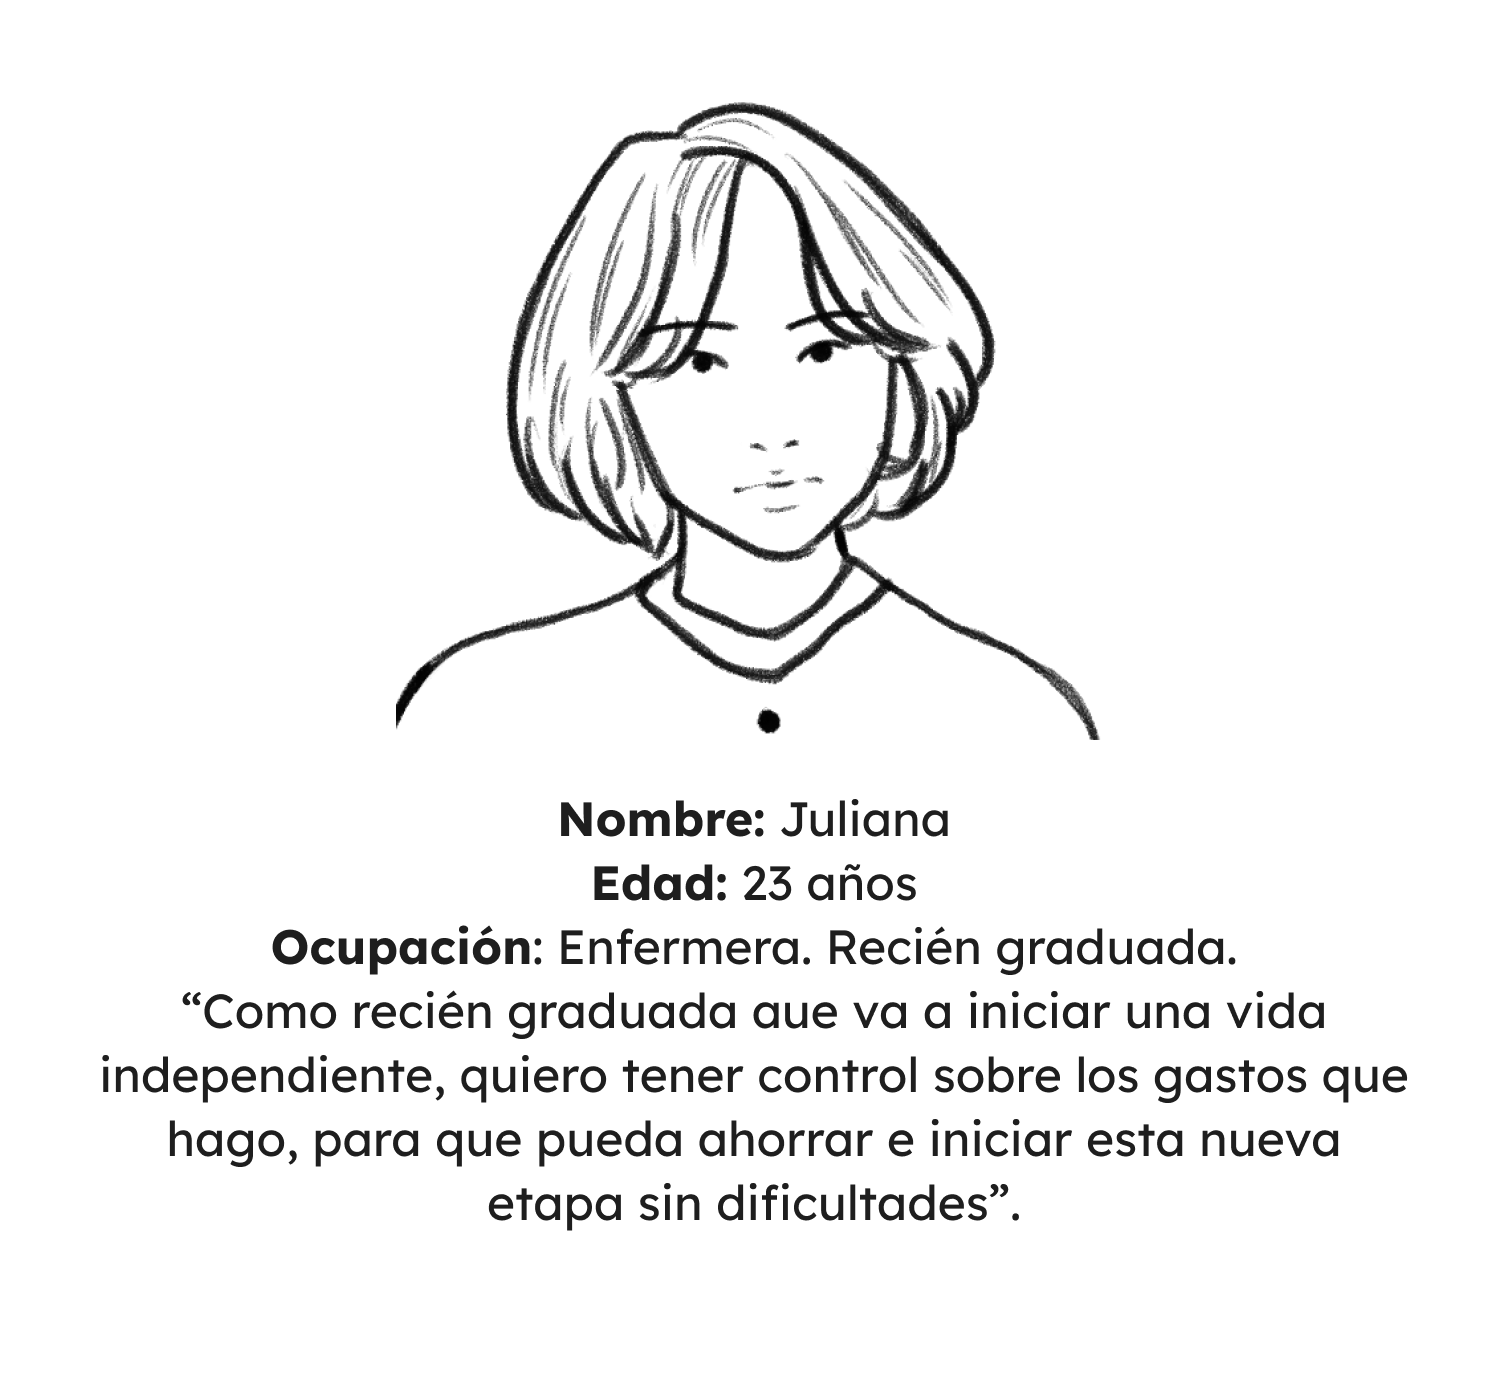 Nombre: Juliana
Edad: 23 años
Ocupación: Enfermera. Recién graduada.
“Como recién graduada aue va a iniciar una vida
independiente, quiero tener control sobre los gastos que
hago, para que pueda ahorrar e iniciar esta nueva
etapa sin dificultades”.